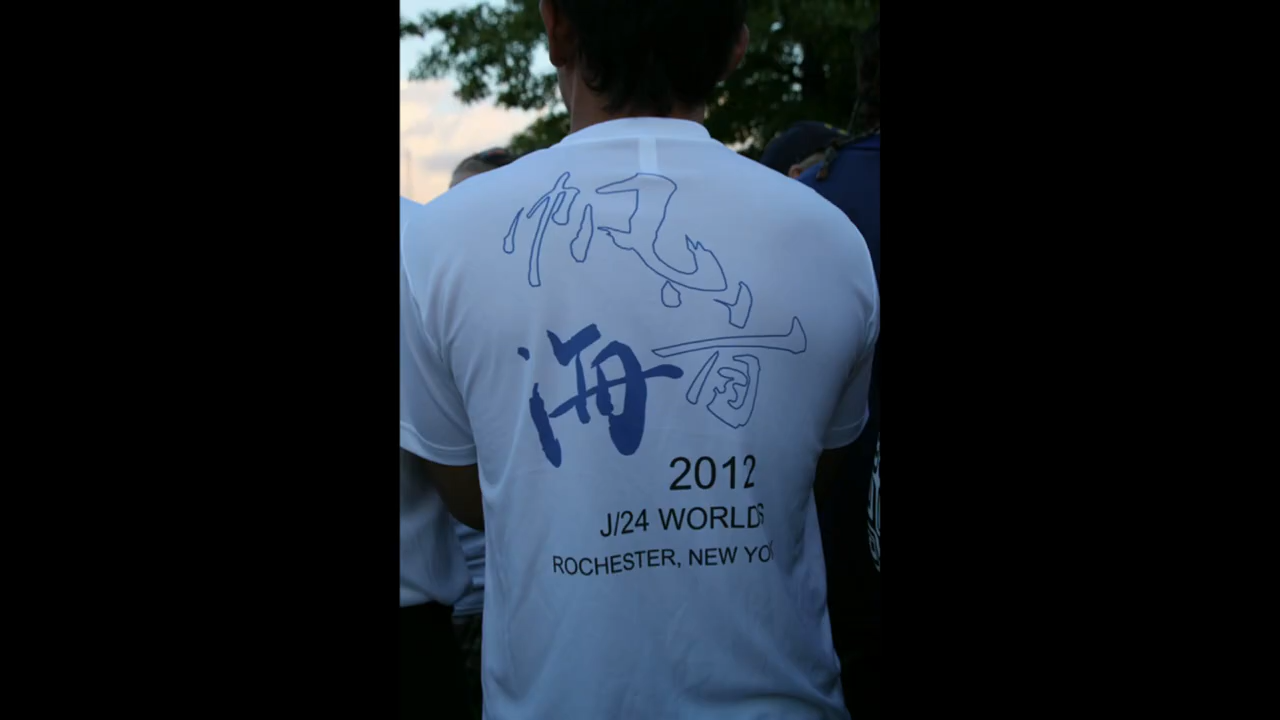 帆
海
2012
J/24 WORLDS
ROCHESTER, NEW YO